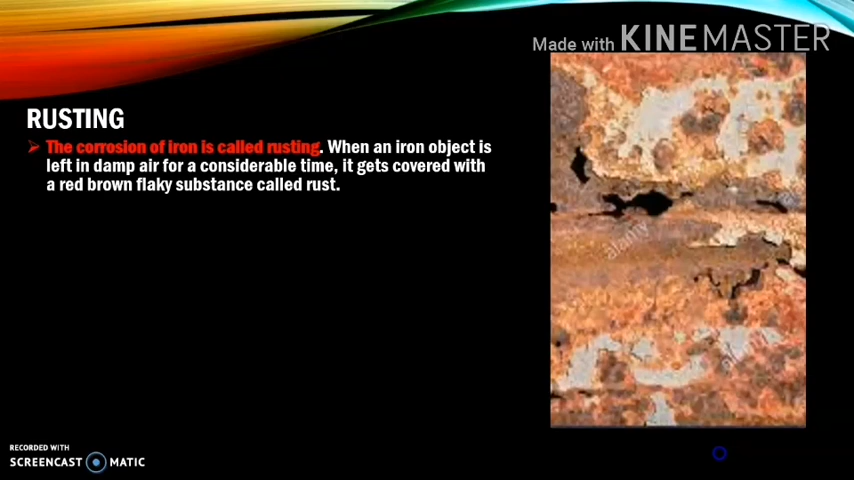 Made with KINEMASTER
RUSTING
The corrosion of iron is called rusting. When an iron object is
left in damp air for a considerable time, it gets covered with
a red brown flaky substance called rust.
alamy
RECORDED WITH
SCREENCAST MATIC